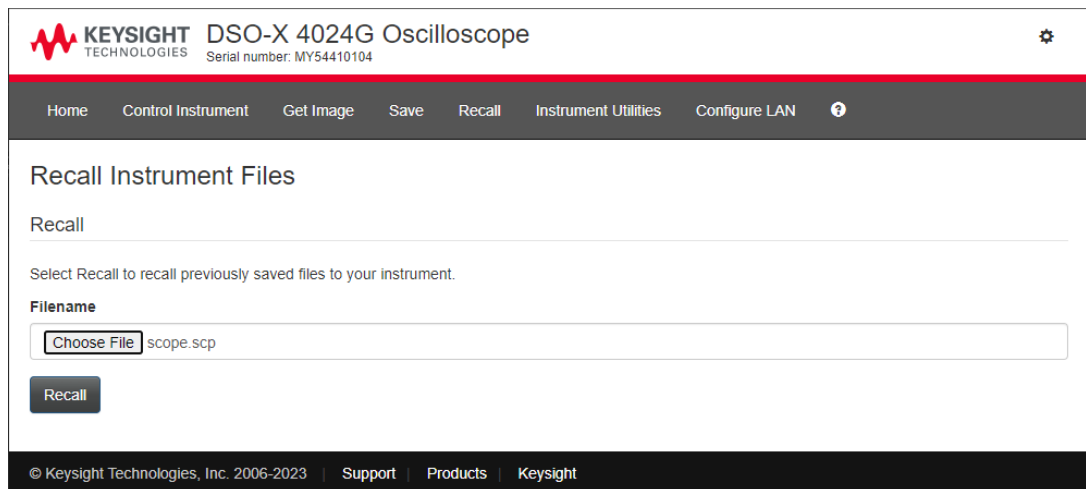 KEYSIGHT
TECHNOLOGIES
DSO-X 4024G Oscilloscope
Serial number: MY54410104
Home Control Instrument Get Image Save Recall Instrument Utilities Configure LAN ?
Recall Instrument Files
Recall
Select Recall to recall previously saved files to your instrument.
Filename
Choose File scope.scp
Recall
© Keysight Technologies, Inc. 2006-2023 | Support | Products | Keysight